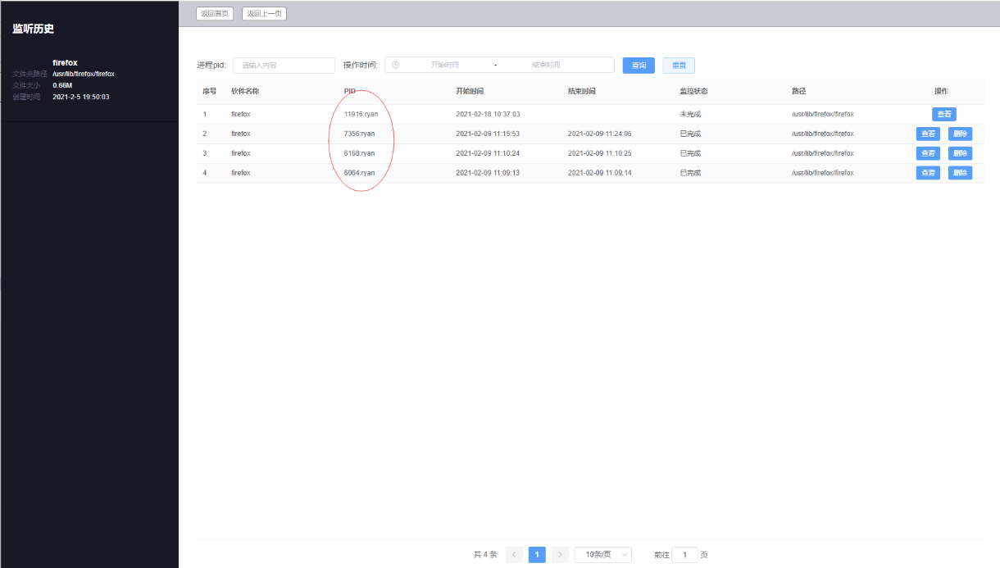 监听历史
返回首页 返回上一页
firefox
文件夹路径 /usr/lib/firefox/firefox
文件大小 0.66M
创建时间 2021-2-5 19:50:03
进程pid: 请输入内容 操作时间: 开始时间 - 结束时间 查询 重置
序号 软件名称 PID 开始时间 结束时间 监控状态 路径 操作
1 firefox 11916:ryan 2021-02-18 10:37:03 未完成 /usr/lib/firefox/firefox 查看
2 firefox 7356:ryan 2021-02-09 11:15:53 2021-02-09 11:24:06 已完成 /usr/lib/firefox/firefox 查看 删除
3 firefox 6168:ryan 2021-02-09 11:10:24 2021-02-09 11:10:25 已完成 /usr/lib/firefox/firefox 查看 删除
4 firefox 6064:ryan 2021-02-09 11:09:13 2021-02-09 11:09:14 已完成 /usr/lib/firefox/firefox 查看 删除
共 4 条 1 10条/页 前往 1 页